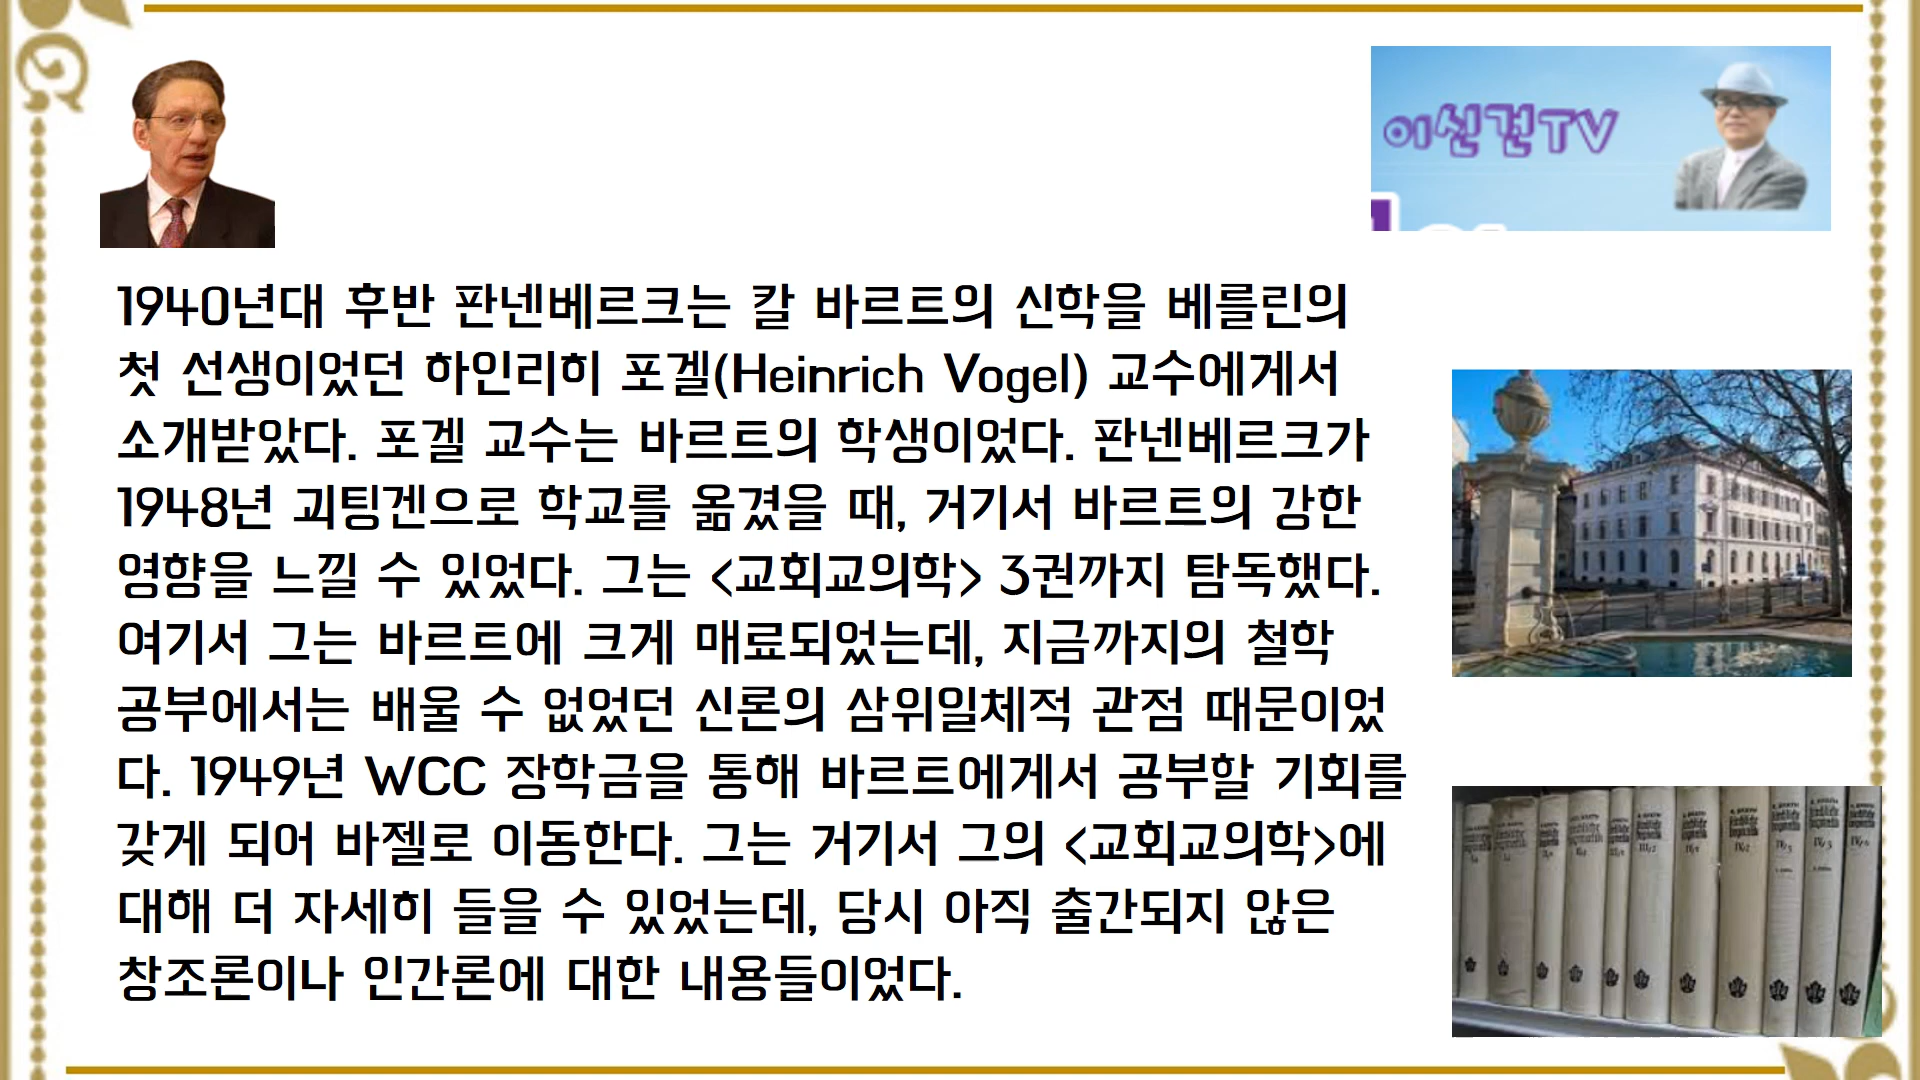 이신견TV
1940년대 후반 판넨베르크는 칼 바르트의 신학을 베를린의
첫 선생이었던 하인리히 포겔(Heinrich Vogel) 교수에게서
소개받았다. 포겔 교수는 바르트의 학생이었다. 판넨베르크가
1948년 괴팅겐으로 학교를 옮겼을 때, 거기서 바르트의 강한
영향을 느낄 수 있었다. 그는 <교회교의학> 3권까지 탐독했다.
여기서 그는 바르트에 크게 매료되었는데, 지금까지의 철학
공부에서는 배울 수 없었던 신론의 삼위일체적 관점 때문이었
다. 1949년 WCC 장학금을 통해 바르트에게서 공부할 기회를
갖게 되어 바젤로 이동한다. 그는 거기서 그의 <교회교의학>에
대해 더 자세히 들을 수 있었는데, 당시 아직 출간되지 않은
창조론이나 인간론에 대한 내용들이었다.